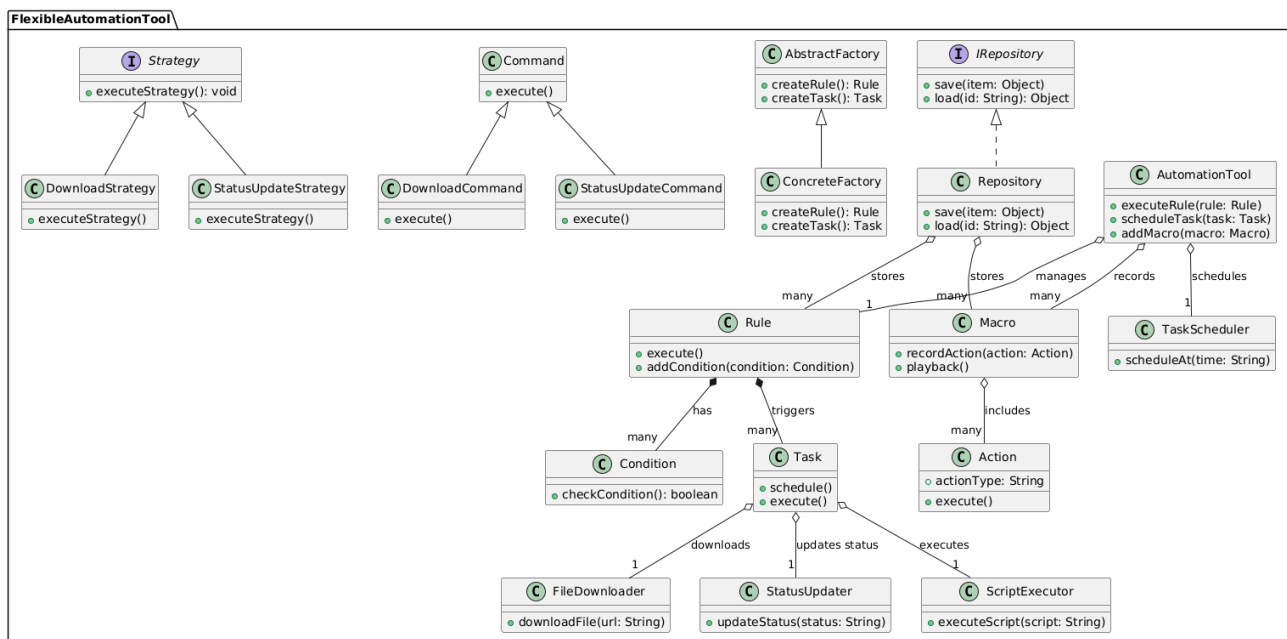 FlexibleAutomationTool
I Strategy
executeStrategy(): void
C Command
execute()
C AbstractFactory
createRule(): Rule
createTask(): Task
I IRepository
save(item: Object)
load(id: String): Object
C DownloadStrategy
executeStrategy()
C StatusUpdateStrategy
executeStrategy()
C DownloadCommand
execute()
C StatusUpdateCommand
execute()
C ConcreteFactory
createRule(): Rule
createTask(): Task
C Repository
save(item: Object)
load(id: String): Object
C AutomationTool
executeRule(rule: Rule)
scheduleTask(task: Task)
addMacro(macro: Macro)
stores
stores
manages
records
schedules
many
1
many
many
1
C Rule
execute()
addCondition(condition: Condition)
C Macro
recordAction(action: Action)
playback()
C TaskScheduler
scheduleAt(time: String)
has
triggers
includes
many
many
many
C Condition
checkCondition(): boolean
C Task
schedule()
execute()
C Action
actionType: String
execute()
downloads
updates status
executes
1
1
1
C FileDownloader
downloadFile(url: String)
C StatusUpdater
updateStatus(status: String)
C ScriptExecutor
executeScript(script: String)